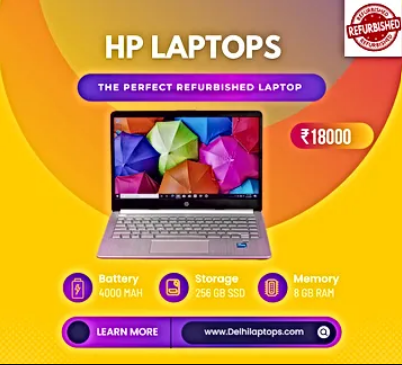 HP LAPTOPS
REFURBISHED
THE PERFECT REFURBISHED LAPTOP
₹18000
Battery
4000 MAH
Storage
256 GB SSD
Memory
8 GB RAM
LEARN MORE
www.Delhilaptops.com